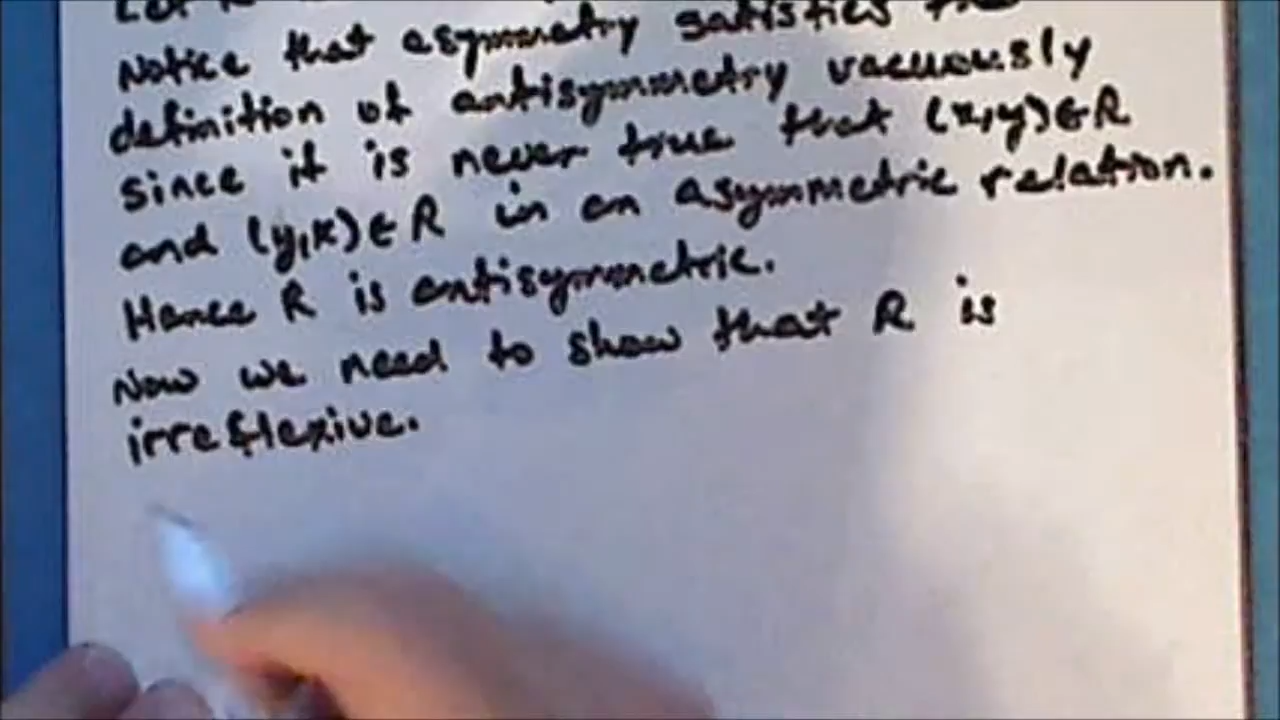 Let R
Notice that asymmetry satisfies the
definition of antisymmetry vacuously
since it is never true that (x,y)∈R
and (y,x)∈R in an asymmetric relation.
Hence R is antisymmetric.
Now we need to show that R is
irreflexive.